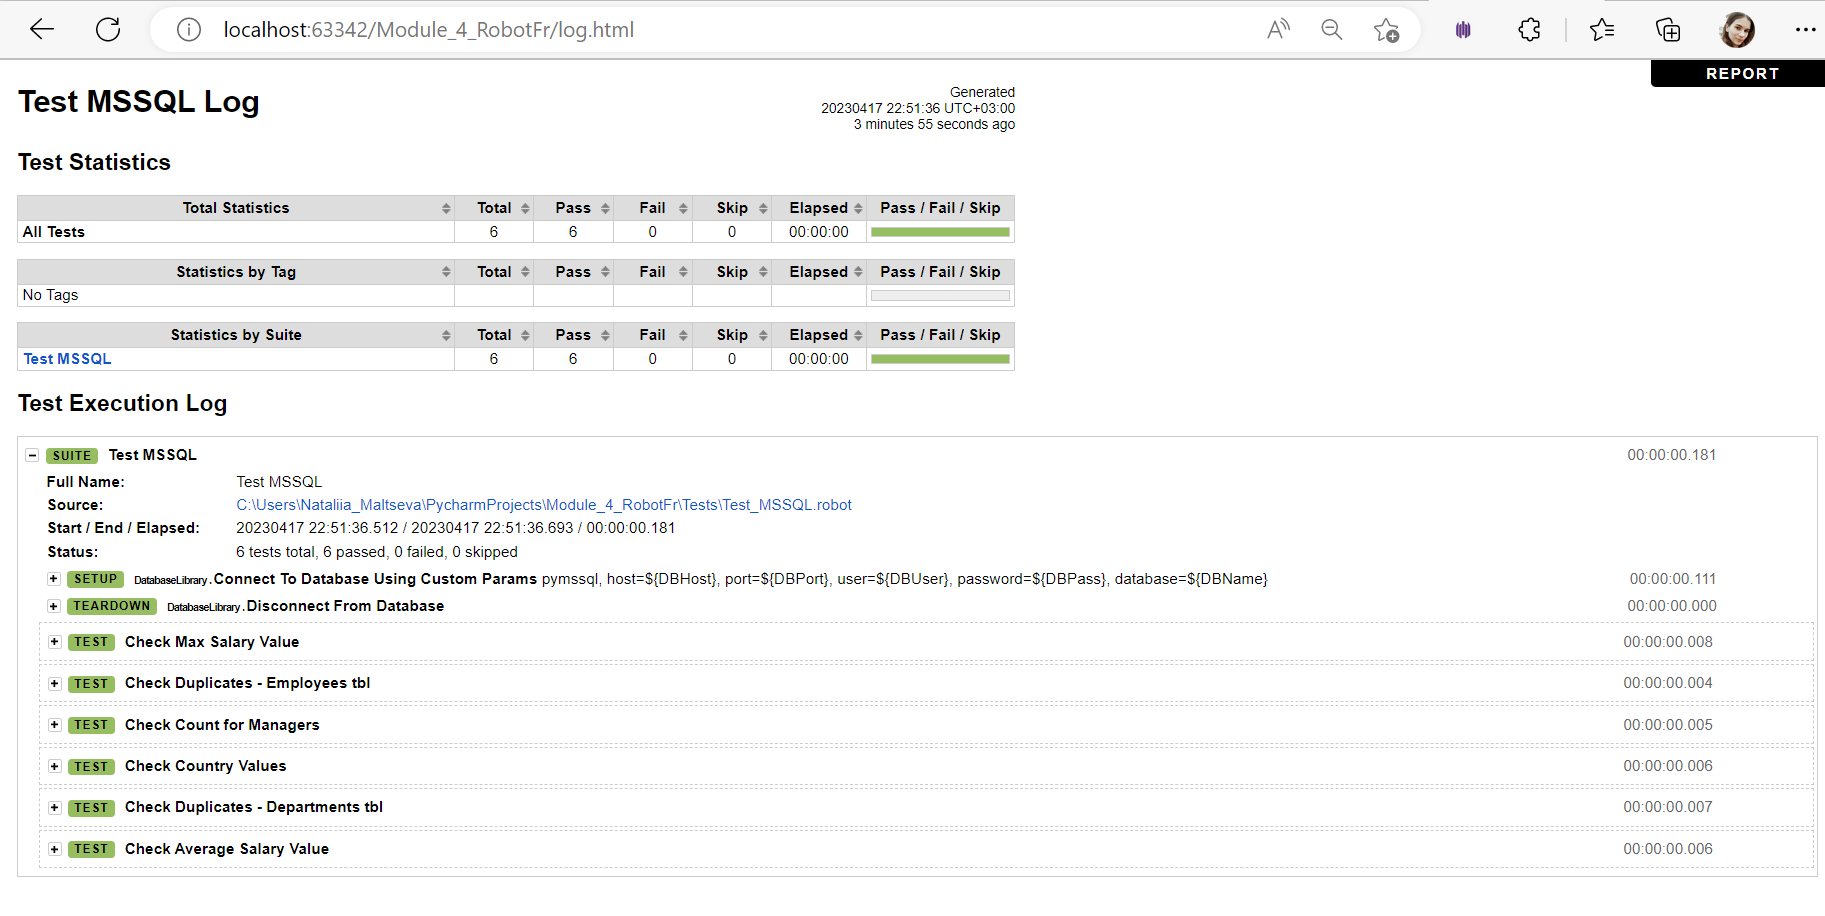 localhost:63342/Module_4_RobotFr/log.html
REPORT
Test MSSQL Log
Generated
20230417 22:51:36 UTC+03:00
3 minutes 55 seconds ago
Test Statistics
Total Statistics Total Pass Fail Skip Elapsed Pass / Fail / Skip
All Tests 6 6 0 0 00:00:00
Statistics by Tag Total Pass Fail Skip Elapsed Pass / Fail / Skip
No Tags
Statistics by Suite Total Pass Fail Skip Elapsed Pass / Fail / Skip
Test MSSQL 6 6 0 0 00:00:00
Test Execution Log
SUITE Test MSSQL 00:00:00.181
Full Name: Test MSSQL
Source: C:\Users\Nataliia_Maltseva\PycharmProjects\Module_4_RobotFr\Tests\Test_MSSQL.robot
Start / End / Elapsed: 20230417 22:51:36.512 / 20230417 22:51:36.693 / 00:00:00.181
Status: 6 tests total, 6 passed, 0 failed, 0 skipped
SETUP DatabaseLibrary.Connect To Database Using Custom Params pymssql, host=${DBHost}, port=${DBPort}, user=${DBUser}, password=${DBPass}, database=${DBName} 00:00:00.111
TEARDOWN DatabaseLibrary.Disconnect From Database 00:00:00.000
TEST Check Max Salary Value 00:00:00.008
TEST Check Duplicates - Employees tbl 00:00:00.004
TEST Check Count for Managers 00:00:00.005
TEST Check Country Values 00:00:00.006
TEST Check Duplicates - Departments tbl 00:00:00.007
TEST Check Average Salary Value 00:00:00.006